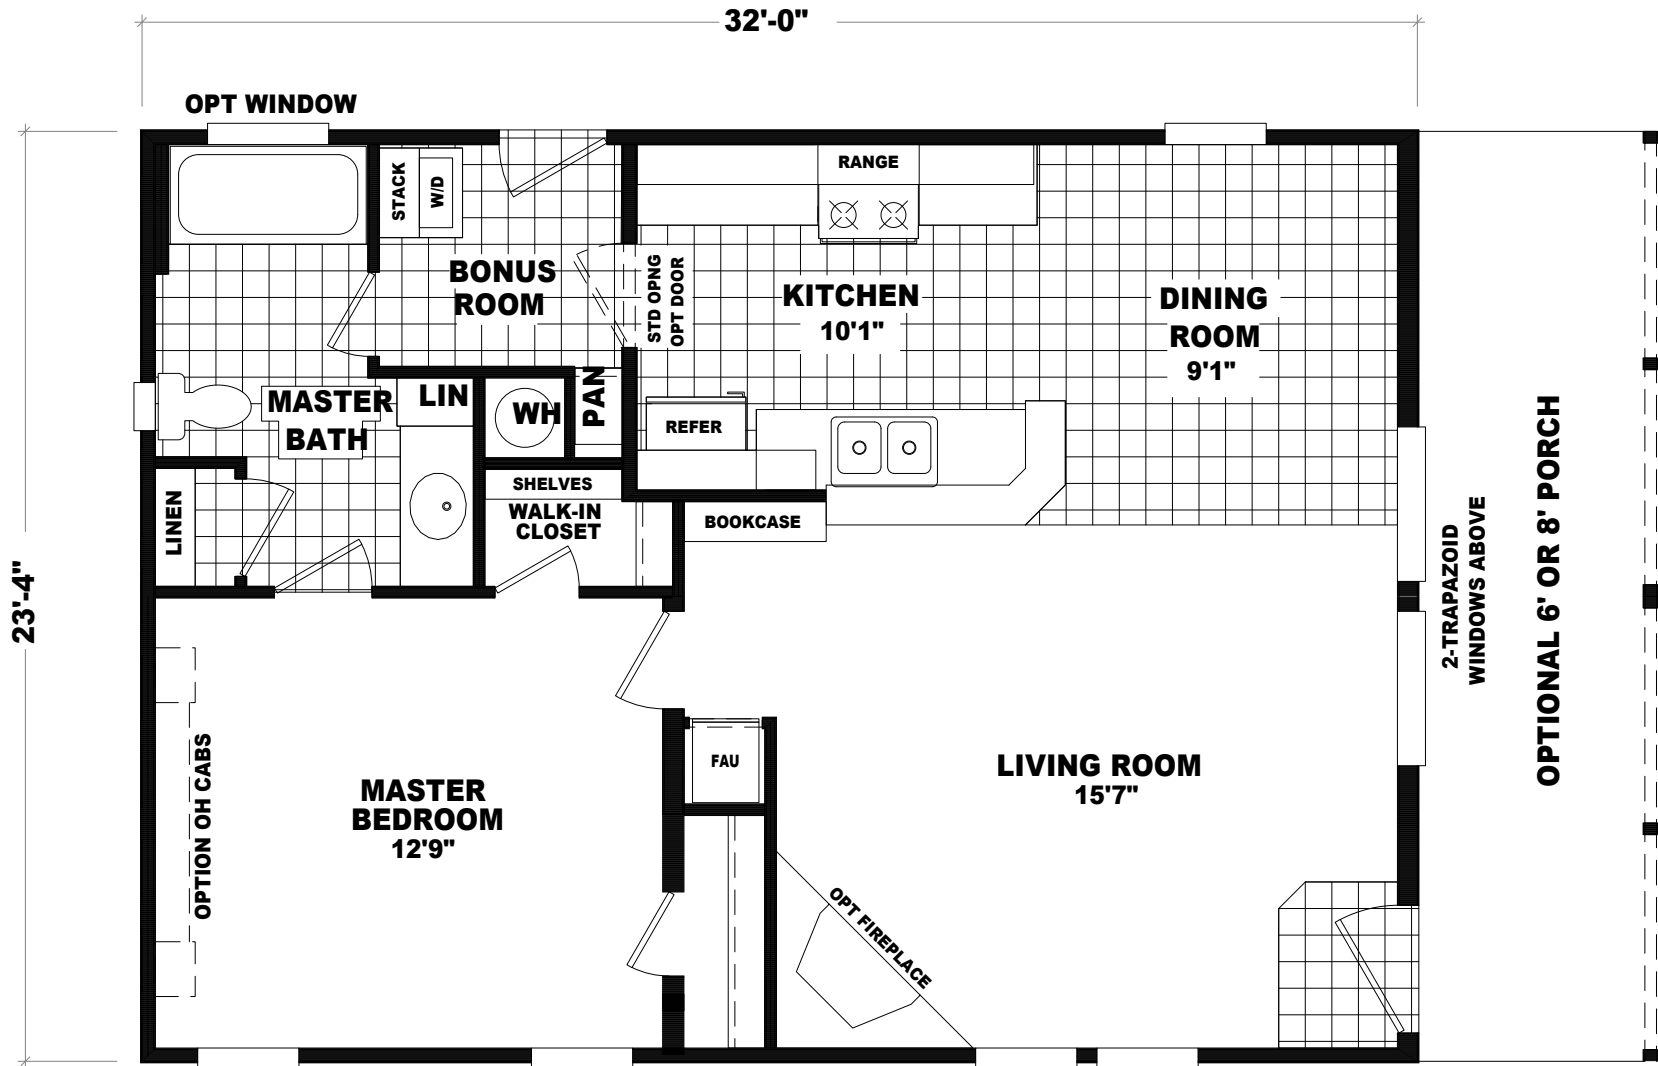 32'-0"
OPT WINDOW
RANGE
STACK
W/D
BONUS
ROOM
STD OPNG
OPT DOOR
KITCHEN
10'1"
DINING
ROOM
9'1"
MASTER
BATH
LIN
WH
PAN
REFER
LINEN
SHELVES
WALK-IN
CLOSET
BOOKCASE
23'-4"
2-TRAPAZOID
WINDOWS ABOVE
OPTIONAL 6' OR 8' PORCH
OPTION OH CABS
MASTER
BEDROOM
12'9"
FAU
LIVING ROOM
15'7"
OPT FIREPLACE